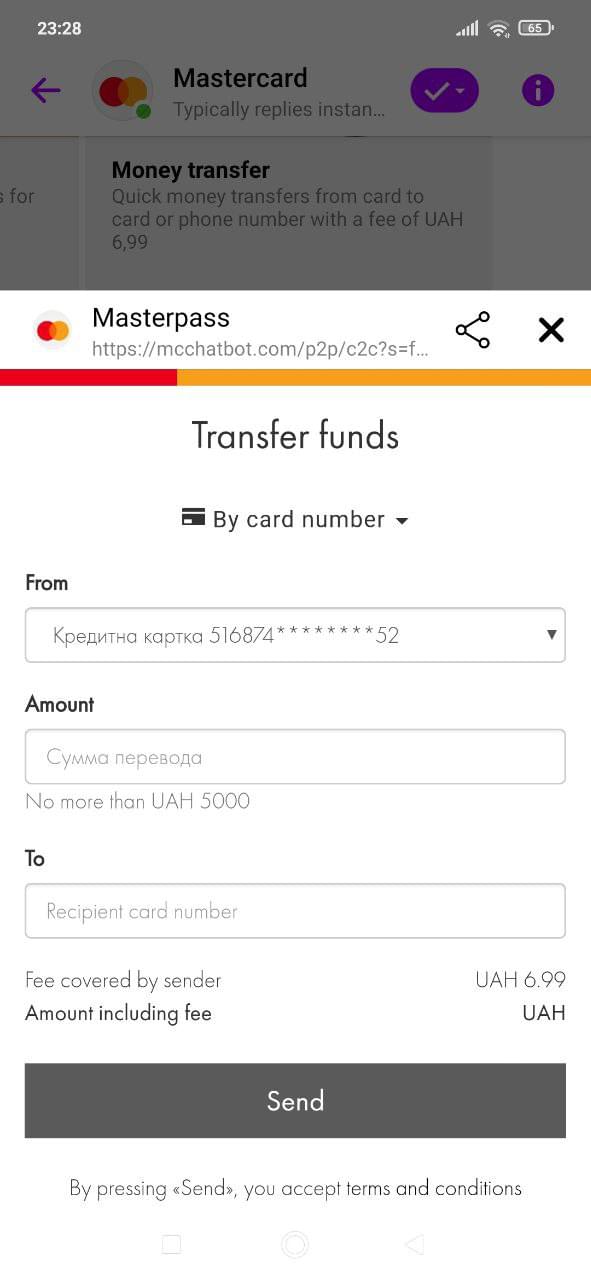 23:28
65
Mastercard
Typically replies instan...
Money transfer
s for
Quick money transfers from card to
card or phone number with a fee of UAH
6,99
Masterpass
https://mcchatbot.com/p2p/c2c?s=f...
Transfer funds
By card number
From
Кредитна картка 516874********52
Amount
Сумма перевода
No more than UAH 5000
To
Recipient card number
Fee covered by sender UAH 6.99
Amount including fee UAH
Send
By pressing «Send», you accept terms and conditions